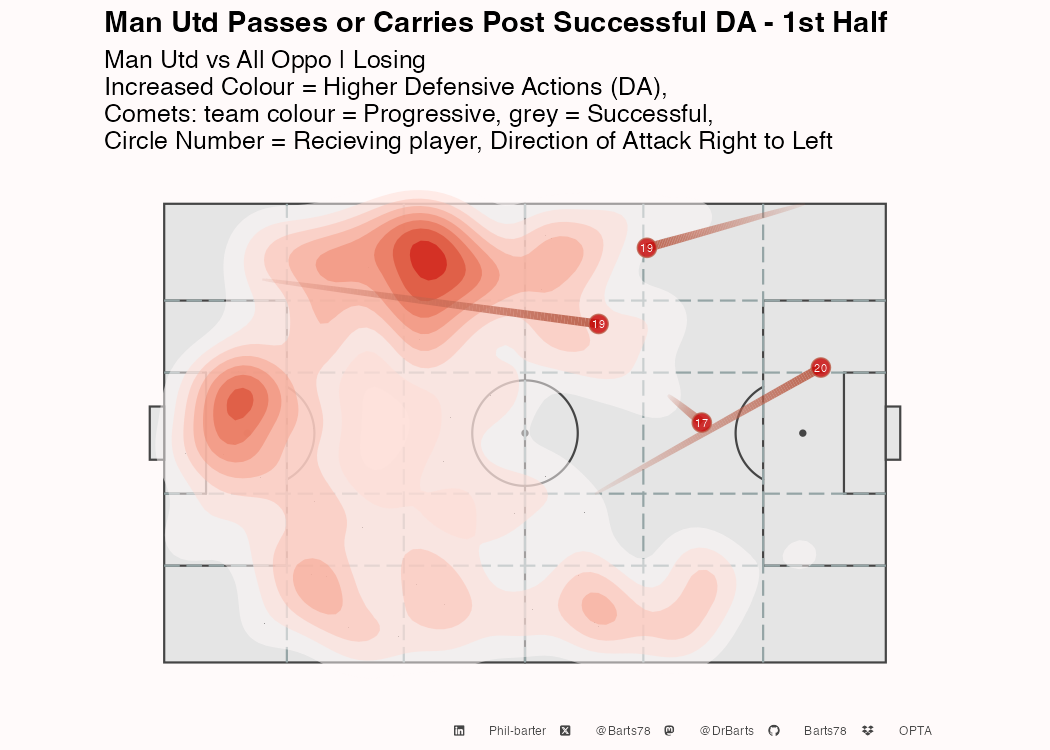 Man Utd Passes or Carries Post Successful DA - 1st Half
Man Utd vs All Oppo | Losing
Increased Colour = Higher Defensive Actions (DA),
Comets: team colour = Progressive, grey = Successful,
Circle Number = Recieving player, Direction of Attack Right to Left
19
19
20
17
Phil-barter @Barts78 @DrBarts Barts78 OPTA